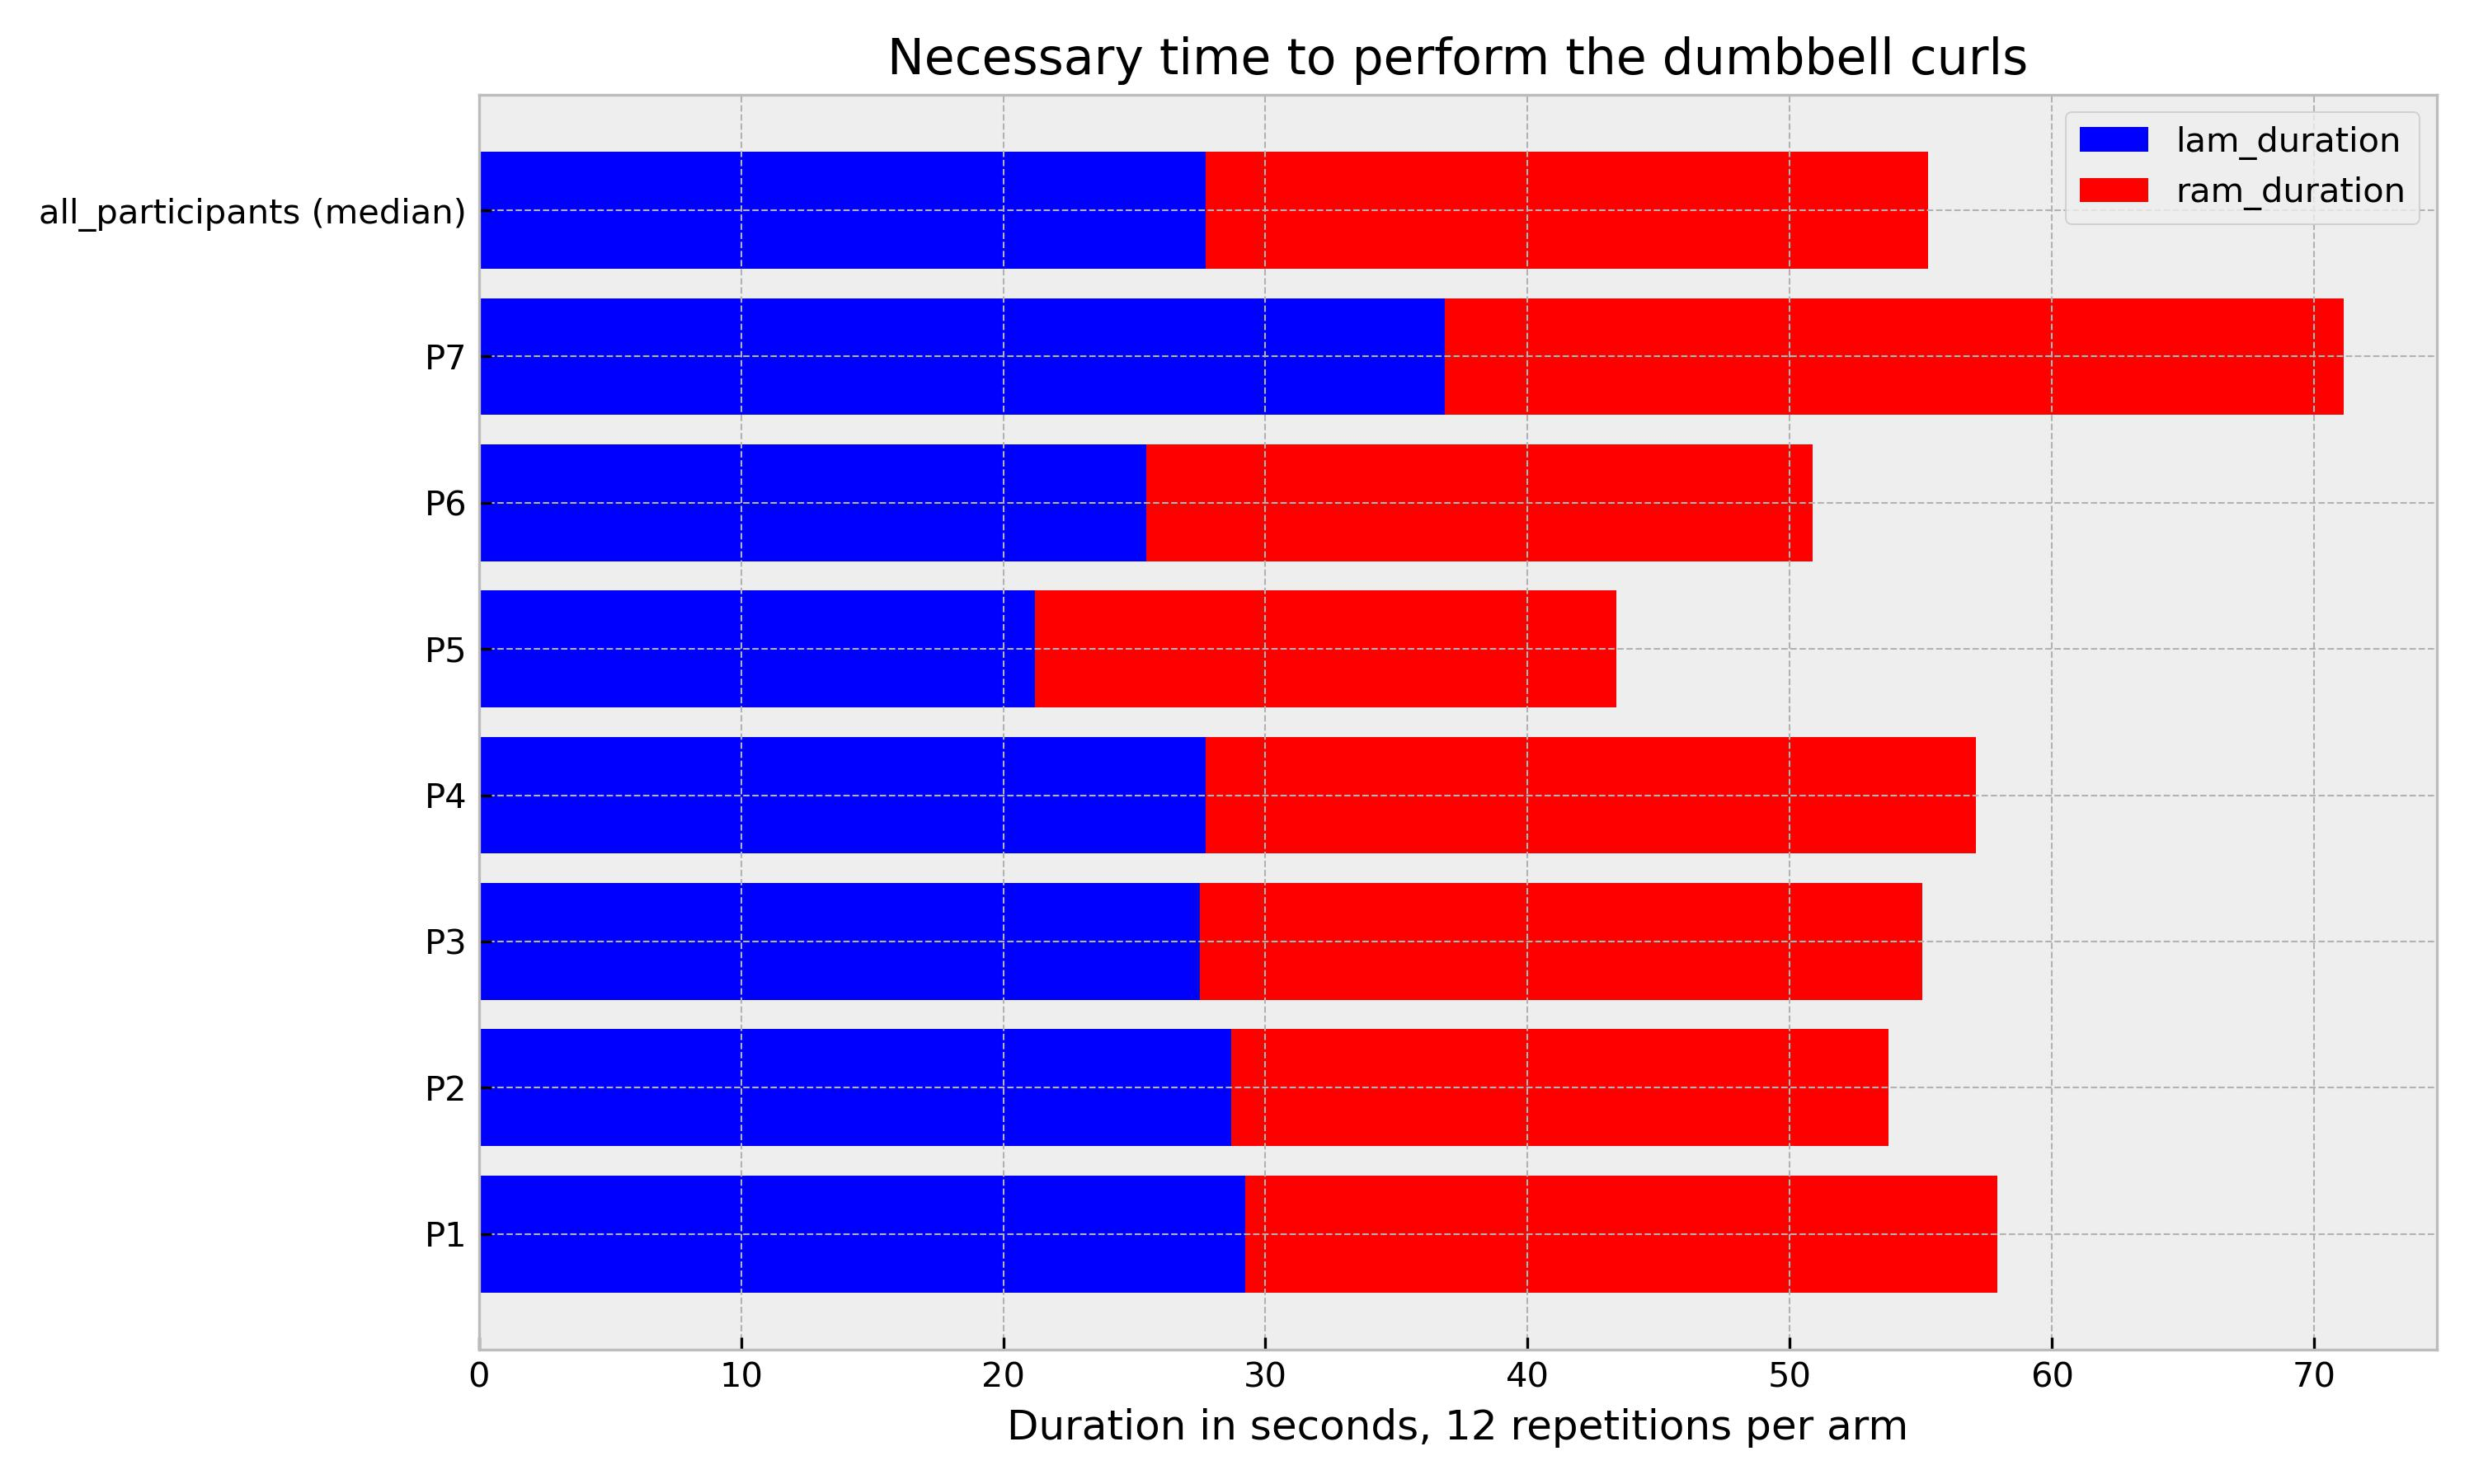 Necessary time to perform the dumbbell curls
lam_duration
ram_duration
all_participants (median)
P7
P6
P5
P4
P3
P2
P1
0 10 20 30 40 50 60 70
Duration in seconds, 12 repetitions per arm